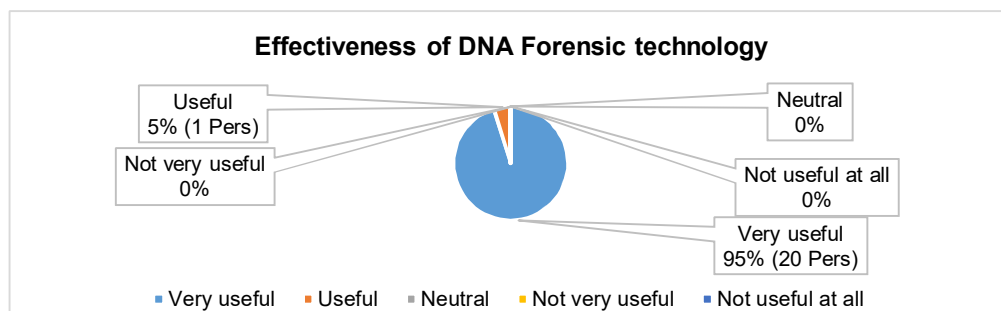 Effectiveness of DNA Forensic technology
Useful
5% (1 Pers)
Neutral
0%
Not very useful
0%
Not useful at all
0%
Very useful
95% (20 Pers)
Very useful Useful Neutral Not very useful Not useful at all